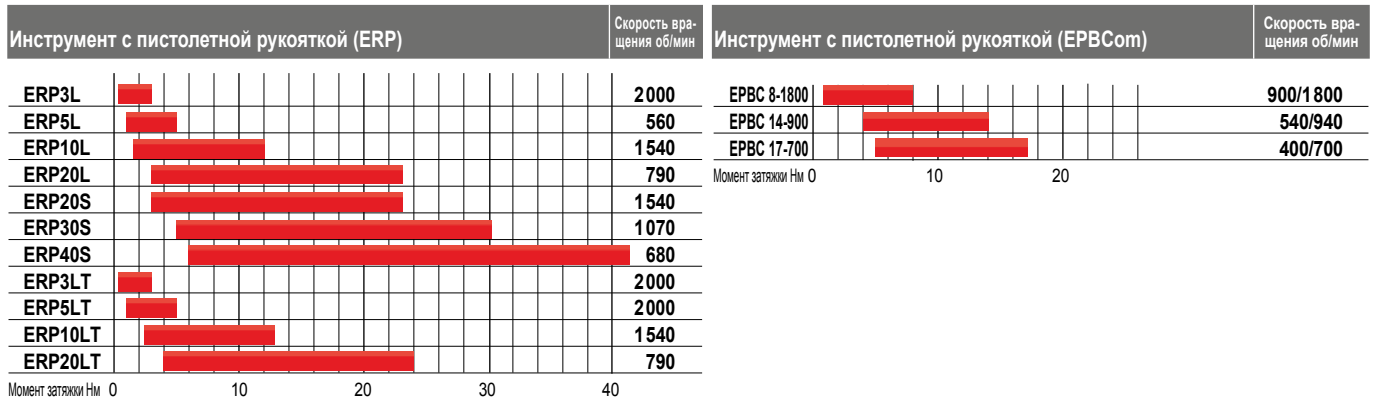 Инструмент с пистолетной рукояткой (ERP)
Скорость вра-
щения об/мин
ERP3L 2000
ERP5L 560
ERP10L 1540
ERP20L 790
ERP20S 1540
ERP30S 1070
ERP40S 680
ERP3LT 2000
ERP5LT 2000
ERP10LT 1540
ERP20LT 790
Момент затяжки Нм 0 10 20 30 40
Инструмент с пистолетной рукояткой (EPBCom)
Скорость вра-
щения об/мин
EPBC 8-1800 900/1800
EPBC 14-900 540/940
EPBC 17-700 400/700
Момент затяжки Нм 0 10 20